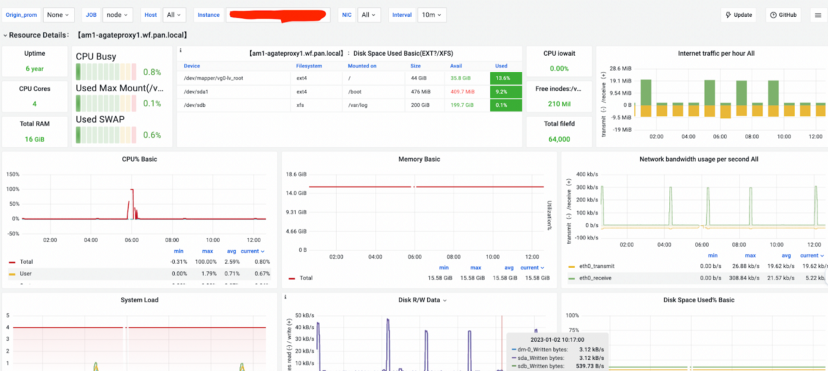 Origin_prom None JOB node Host All Instance NIC All Interval 10m Update GitHub
Resource Details: 【am1-agateproxy1.wf.pan.local】
Uptime
6 year
CPU Cores
4
Total RAM
16 GiB
CPU Busy
0.8%
Used Max Mount(/v...
0.1%
Used SWAP
0.6%
【am1-agateproxy1.wf.pan.local】: Disk Space Used Basic(EXT?/XFS)
Device Filesystem Mounted on Size Avail Used
/dev/mapper/vg0-lv_root ext4 / 44 GiB 35.8 GiB 13.6%
/dev/sda1 ext4 /boot 476 MiB 409.7 MiB 9.2%
/dev/sdb xfs /var/log 200 GiB 199.7 GiB 0.1%
CPU iowait
0.00%
Free inodes:/v...
210 Mil
Total filefd
64,000
Internet traffic per hour All
transmit (-) /receive (+)
28.6 MiB
19.1 MiB
9.54 MiB
0 B
-9.5 MiB
-19 MiB
02:00 04:00 06:00 08:00 10:00 12:00
CPU% Basic
150%
100%
50%
0%
-50%
02:00 04:00 06:00 08:00 10:00 12:00
min max avg current
Total -0.31% 100.00% 2.59% 0.80%
User 0.00% 1.79% 0.71% 0.67%
Memory Basic
18.6 GiB
14.0 GiB
9.31 GiB
4.66 GiB
0 B
Utilization%
02:00 04:00 06:00 08:00 10:00 12:00
min max avg current
Total 15.58 GiB 15.58 GiB 15.58 GiB 15.58 GiB
Network bandwidth usage per second All
transmit (-) /receive (+)
400 kb/s
300 kb/s
200 kb/s
100 kb/s
0 b/s
-100 kb/s
02:00 04:00 06:00 08:00 10:00 12:00
min max avg current
eth0_transmit 0.00 b/s 26.88 kb/s 19.62 kb/s 19.62 kb/s
eth0_receive 0.00 b/s 308.84 kb/s 21.57 kb/s 5.22 kb/
System Load
5
4
3
2
1
Disk R/W Data
es read (-) / write (+)
50 kB/s
40 kB/s
30 kB/s
20 kB/s
10 kB/s
2023-01-02 10:17:00
dm-0_Written bytes: 3.12 kB/s
sda_Written bytes: 3.12 kB/s
sdb_Written bytes: 539.73 B/s
Disk Space Used% Basic
100%
75%